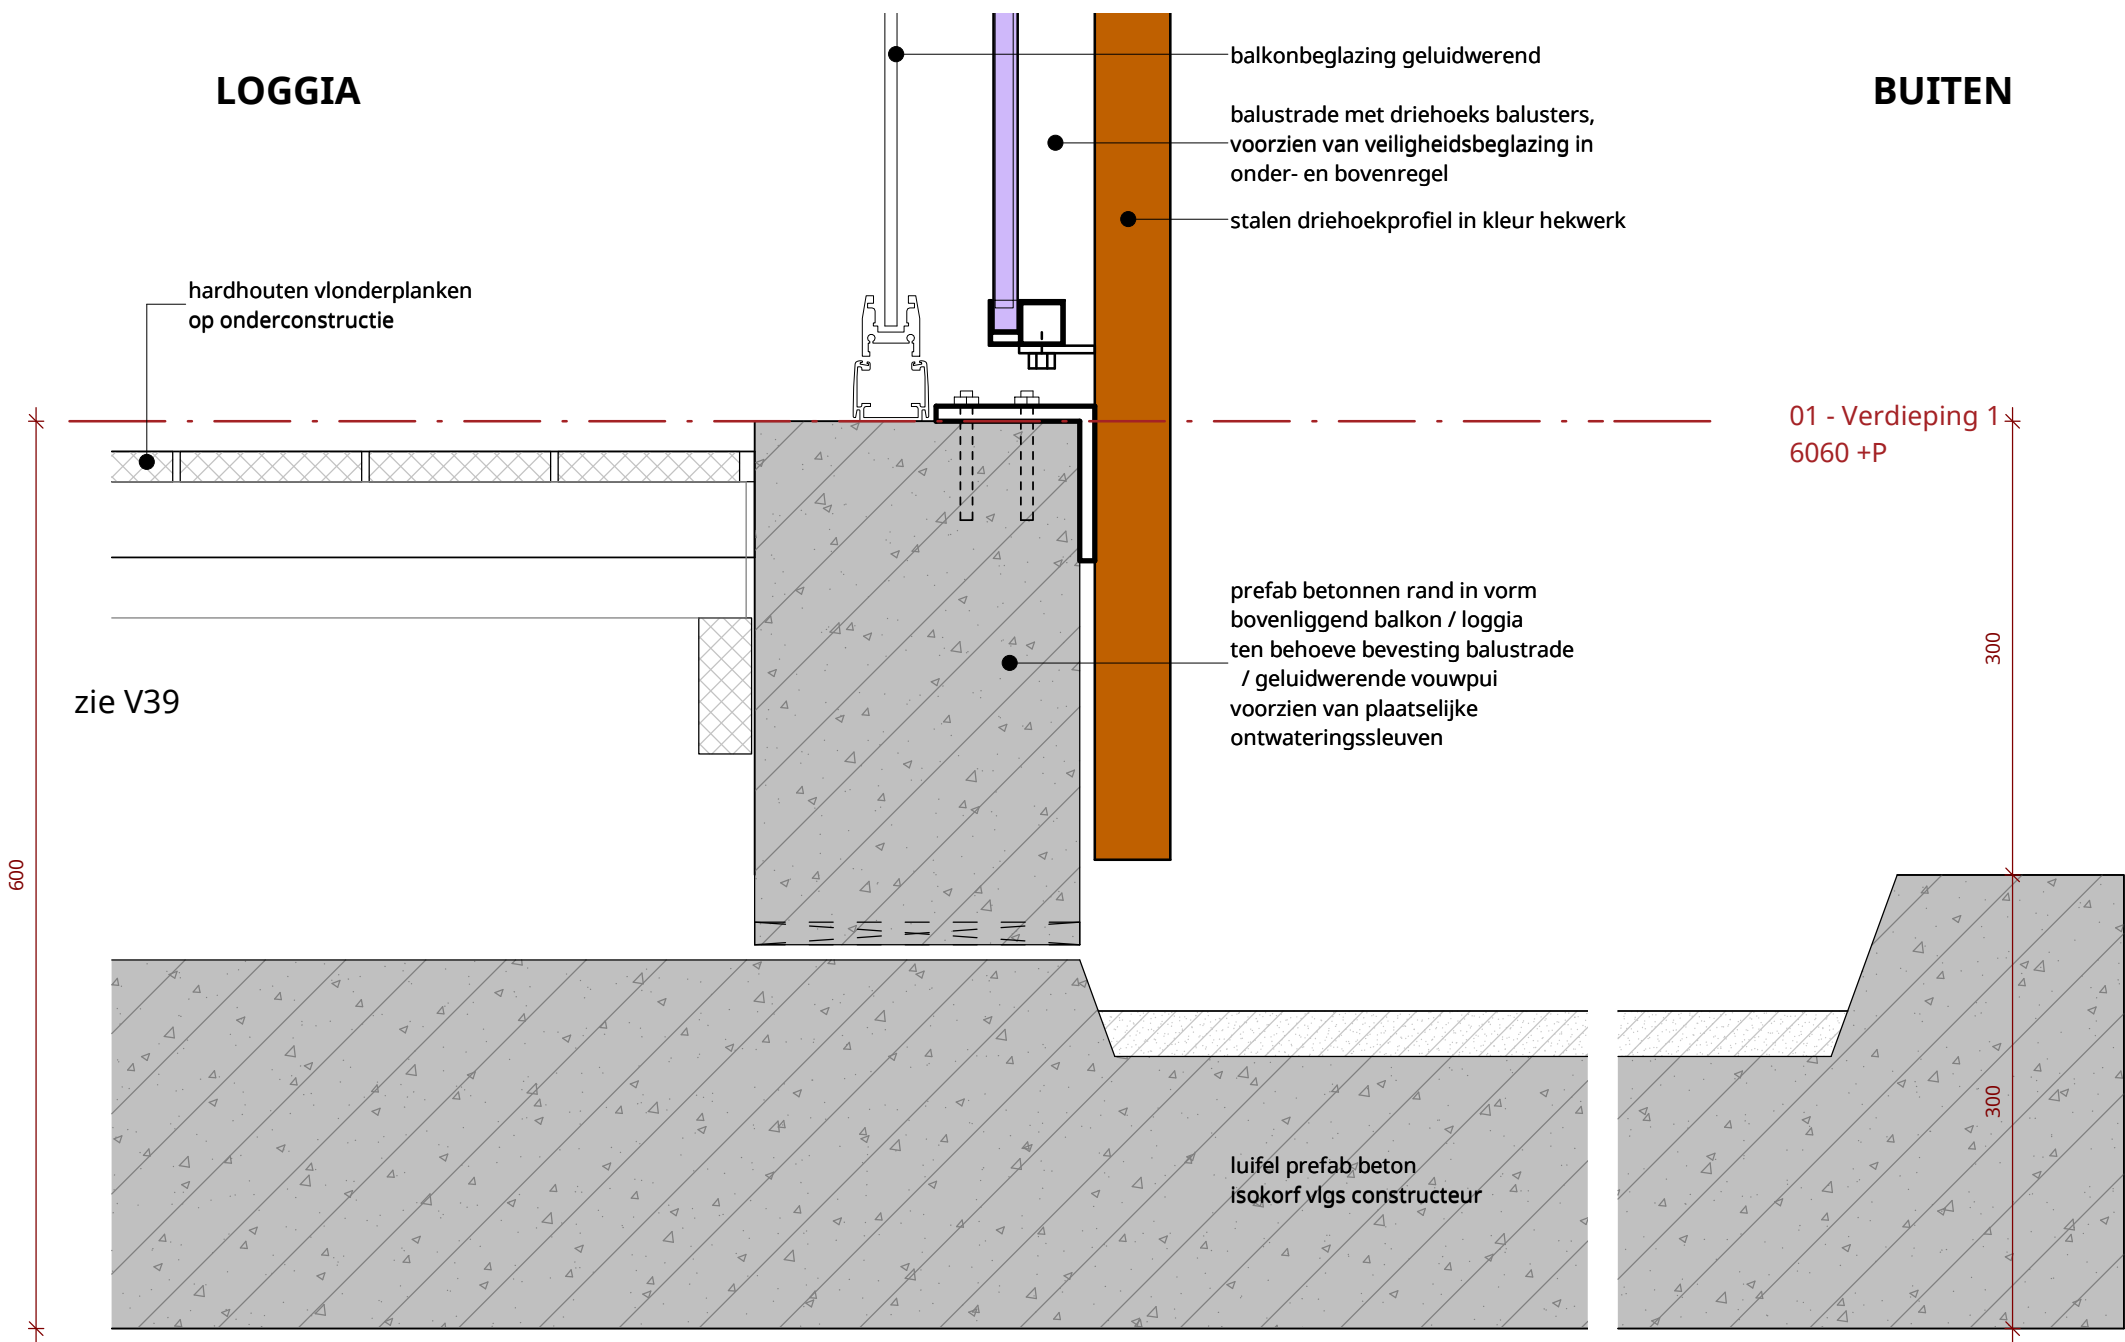 LOGGIA
BUITEN
balkonbeglazing geluidwerend
balustrade met driehoeks balusters,
voorzien van veiligheidsbeglazing in
onder- en bovenregel
stalen driehoekprofiel in kleur hekwerk
hardhouten vlonderplanken
op onderconstructie
01 - Verdieping 1
6060 +P
prefab betonnen rand in vorm
bovenliggend balkon / loggia
ten behoeve bevesting balustrade
/ geluidwerende vouwpui
voorzien van plaatselijke
ontwateringssleuven
300
zie V39
600
300
luifel prefab beton
isokorf vlgs constructeur